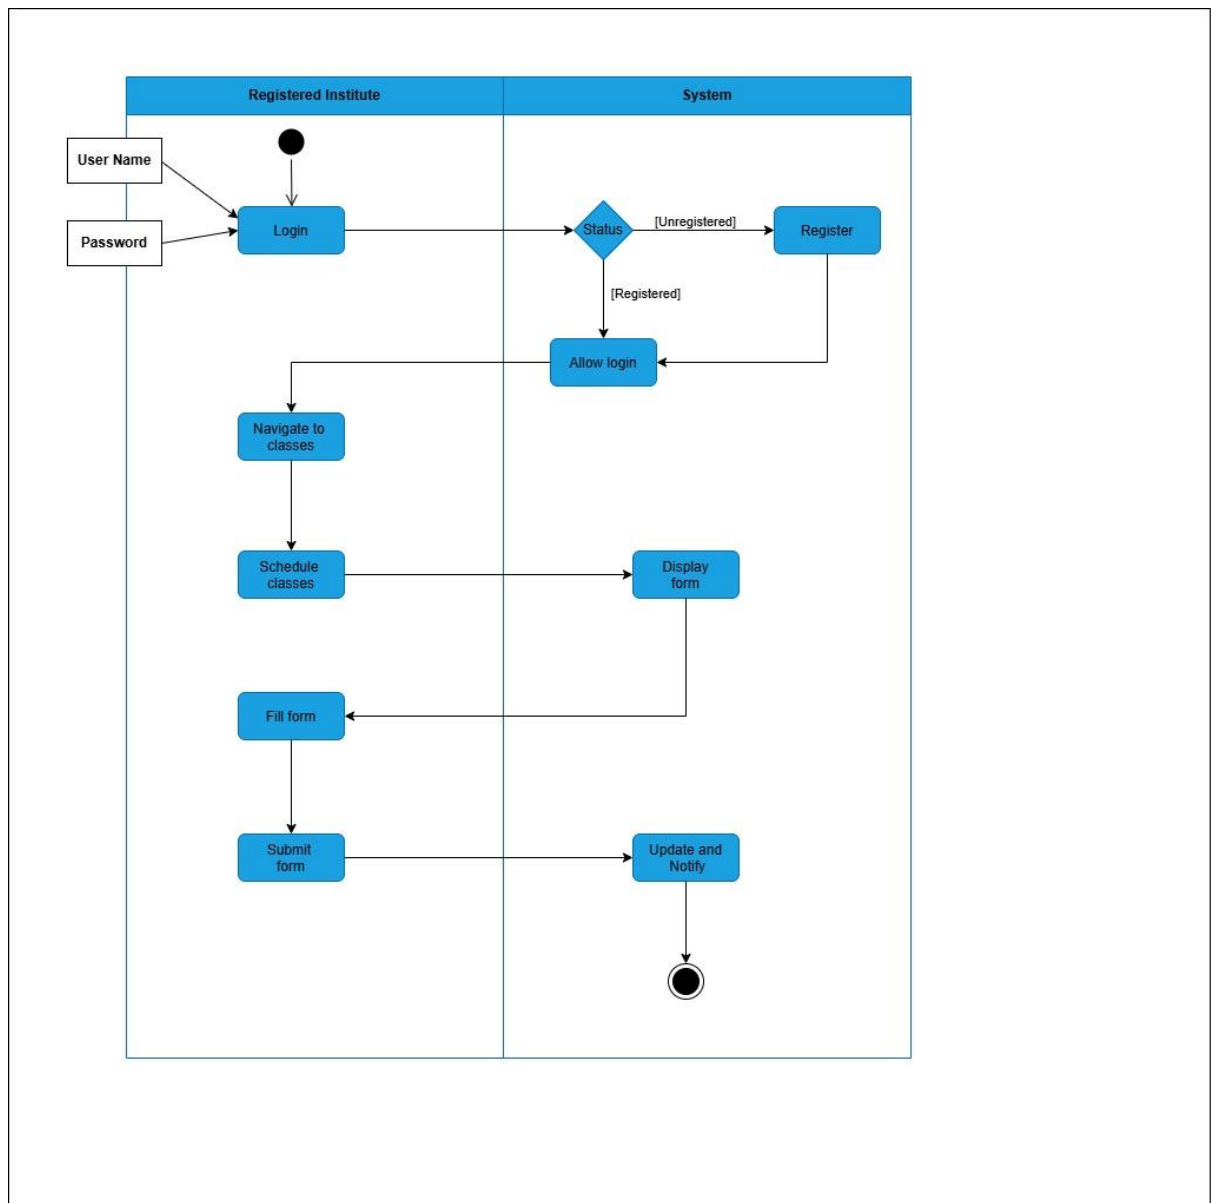 Registered Institute
System
User Name
Login
Status
[Unregistered]
Register
Password
[Registered]
Allow login
Navigate to
classes
Schedule
classes
Display
form
Fill form
Submit
form
Update and
Notify